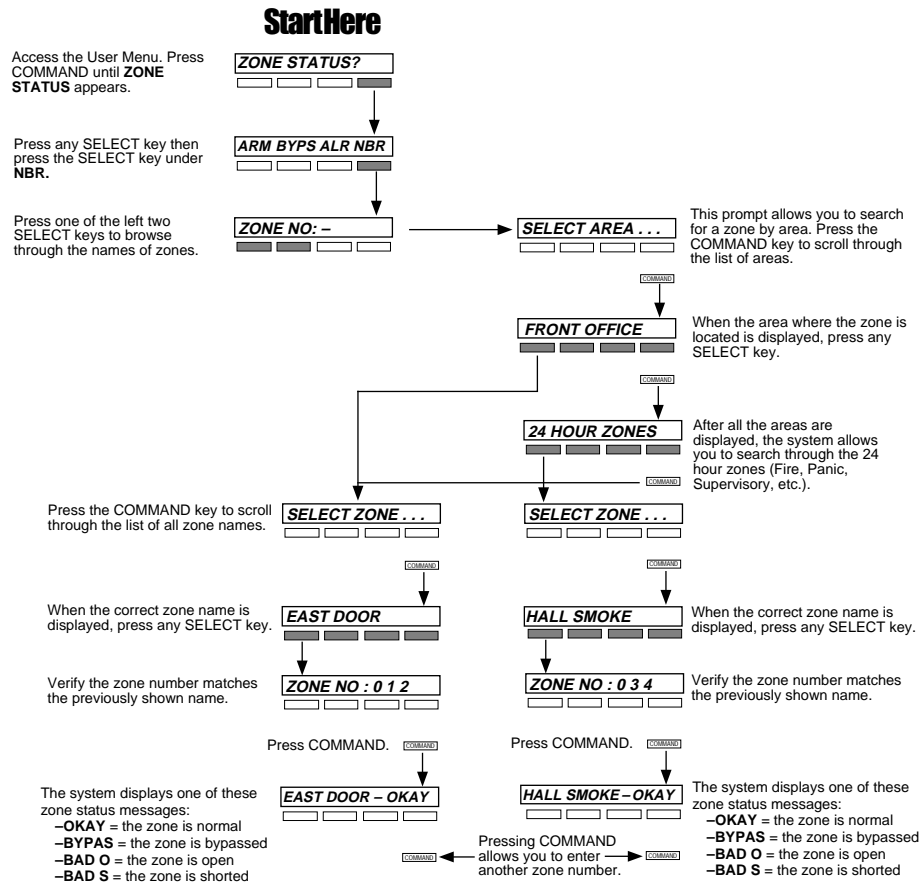 Start Here
Access the User Menu. Press
COMMAND until ZONE
STATUS appears.
ZONE STATUS?
Press any SELECT key then
press the SELECT key under
NBR.
ARM BYPS ALR NBR
Press one of the left two
SELECT keys to browse
through the names of zones.
ZONE NO: –
SELECT AREA . . .
This prompt allows you to search
for a zone by area. Press the
COMMAND key to scroll through
the list of areas.
COMMAND
FRONT OFFICE
When the area where the zone is
located is displayed, press any
SELECT key.
COMMAND
24 HOUR ZONES
After all the areas are
displayed, the system allows
you to search through the 24
hour zones (Fire, Panic,
Supervisory, etc.).
COMMAND
Press the COMMAND key to scroll
through the list of all zone names.
SELECT ZONE . . .
SELECT ZONE . . .
COMMAND
COMMAND
When the correct zone name is
displayed, press any SELECT key.
EAST DOOR
HALL SMOKE
When the correct zone name is
displayed, press any SELECT key.
Verify the zone number matches
the previously shown name.
ZONE NO : 0 1 2
ZONE NO : 0 3 4
Verify the zone number matches
the previously shown name.
Press COMMAND.
COMMAND
Press COMMAND.
COMMAND
The system displays one of these
zone status messages:
–OKAY = the zone is normal
–BYPAS = the zone is bypassed
–BAD O = the zone is open
–BAD S = the zone is shorted
EAST DOOR – OKAY
HALL SMOKE – OKAY
The system displays one of these
zone status messages:
–OKAY = the zone is normal
–BYPAS = the zone is bypassed
–BAD O = the zone is open
–BAD S = the zone is shorted
COMMAND
Pressing COMMAND
allows you to enter
another zone number.
COMMAND